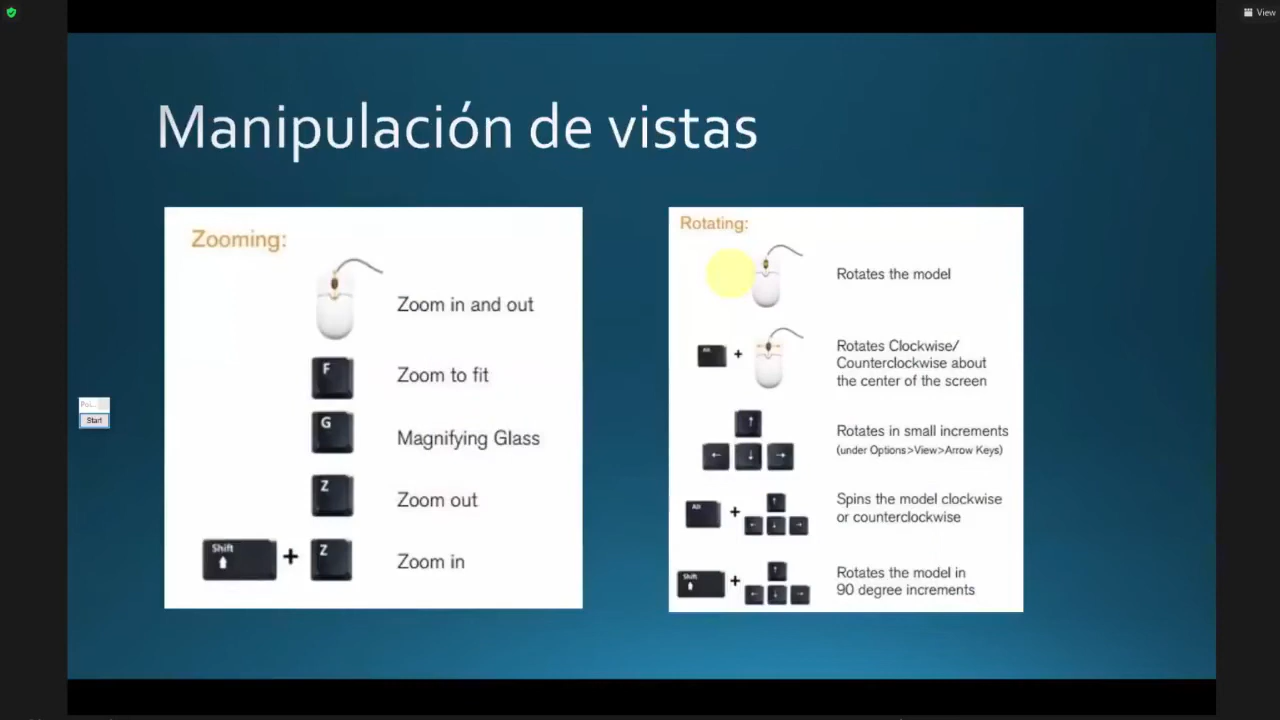 View
Manipulación de vistas
Zooming:
Zoom in and out
F
Zoom to fit
G
Magnifying Glass
Z
Zoom out
Shift
+
Z
Zoom in
Rotating:
Rotates the model
Alt
+
Rotates Clockwise/
Counterclockwise about
the center of the screen
↑
← ↓ →
Rotates in small increments
(under Options>View>Arrow Keys)
Alt
+
↑
← ↓ →
Spins the model clockwise
or counterclockwise
Shift
+
↑
← ↓ →
Rotates the model in
90 degree increments
Poi...
Start